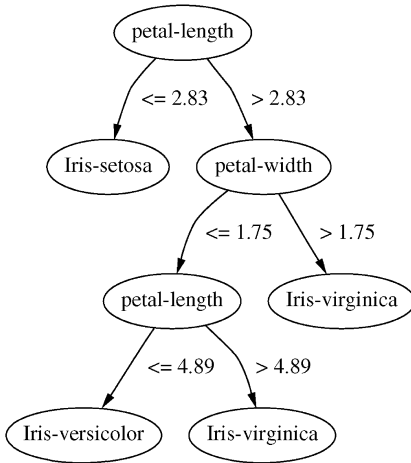 petal-length
<= 2.83
> 2.83
Iris-setosa
petal-width
<= 1.75
> 1.75
petal-length
Iris-virginica
<= 4.89
> 4.89
Iris-versicolor
Iris-virginica